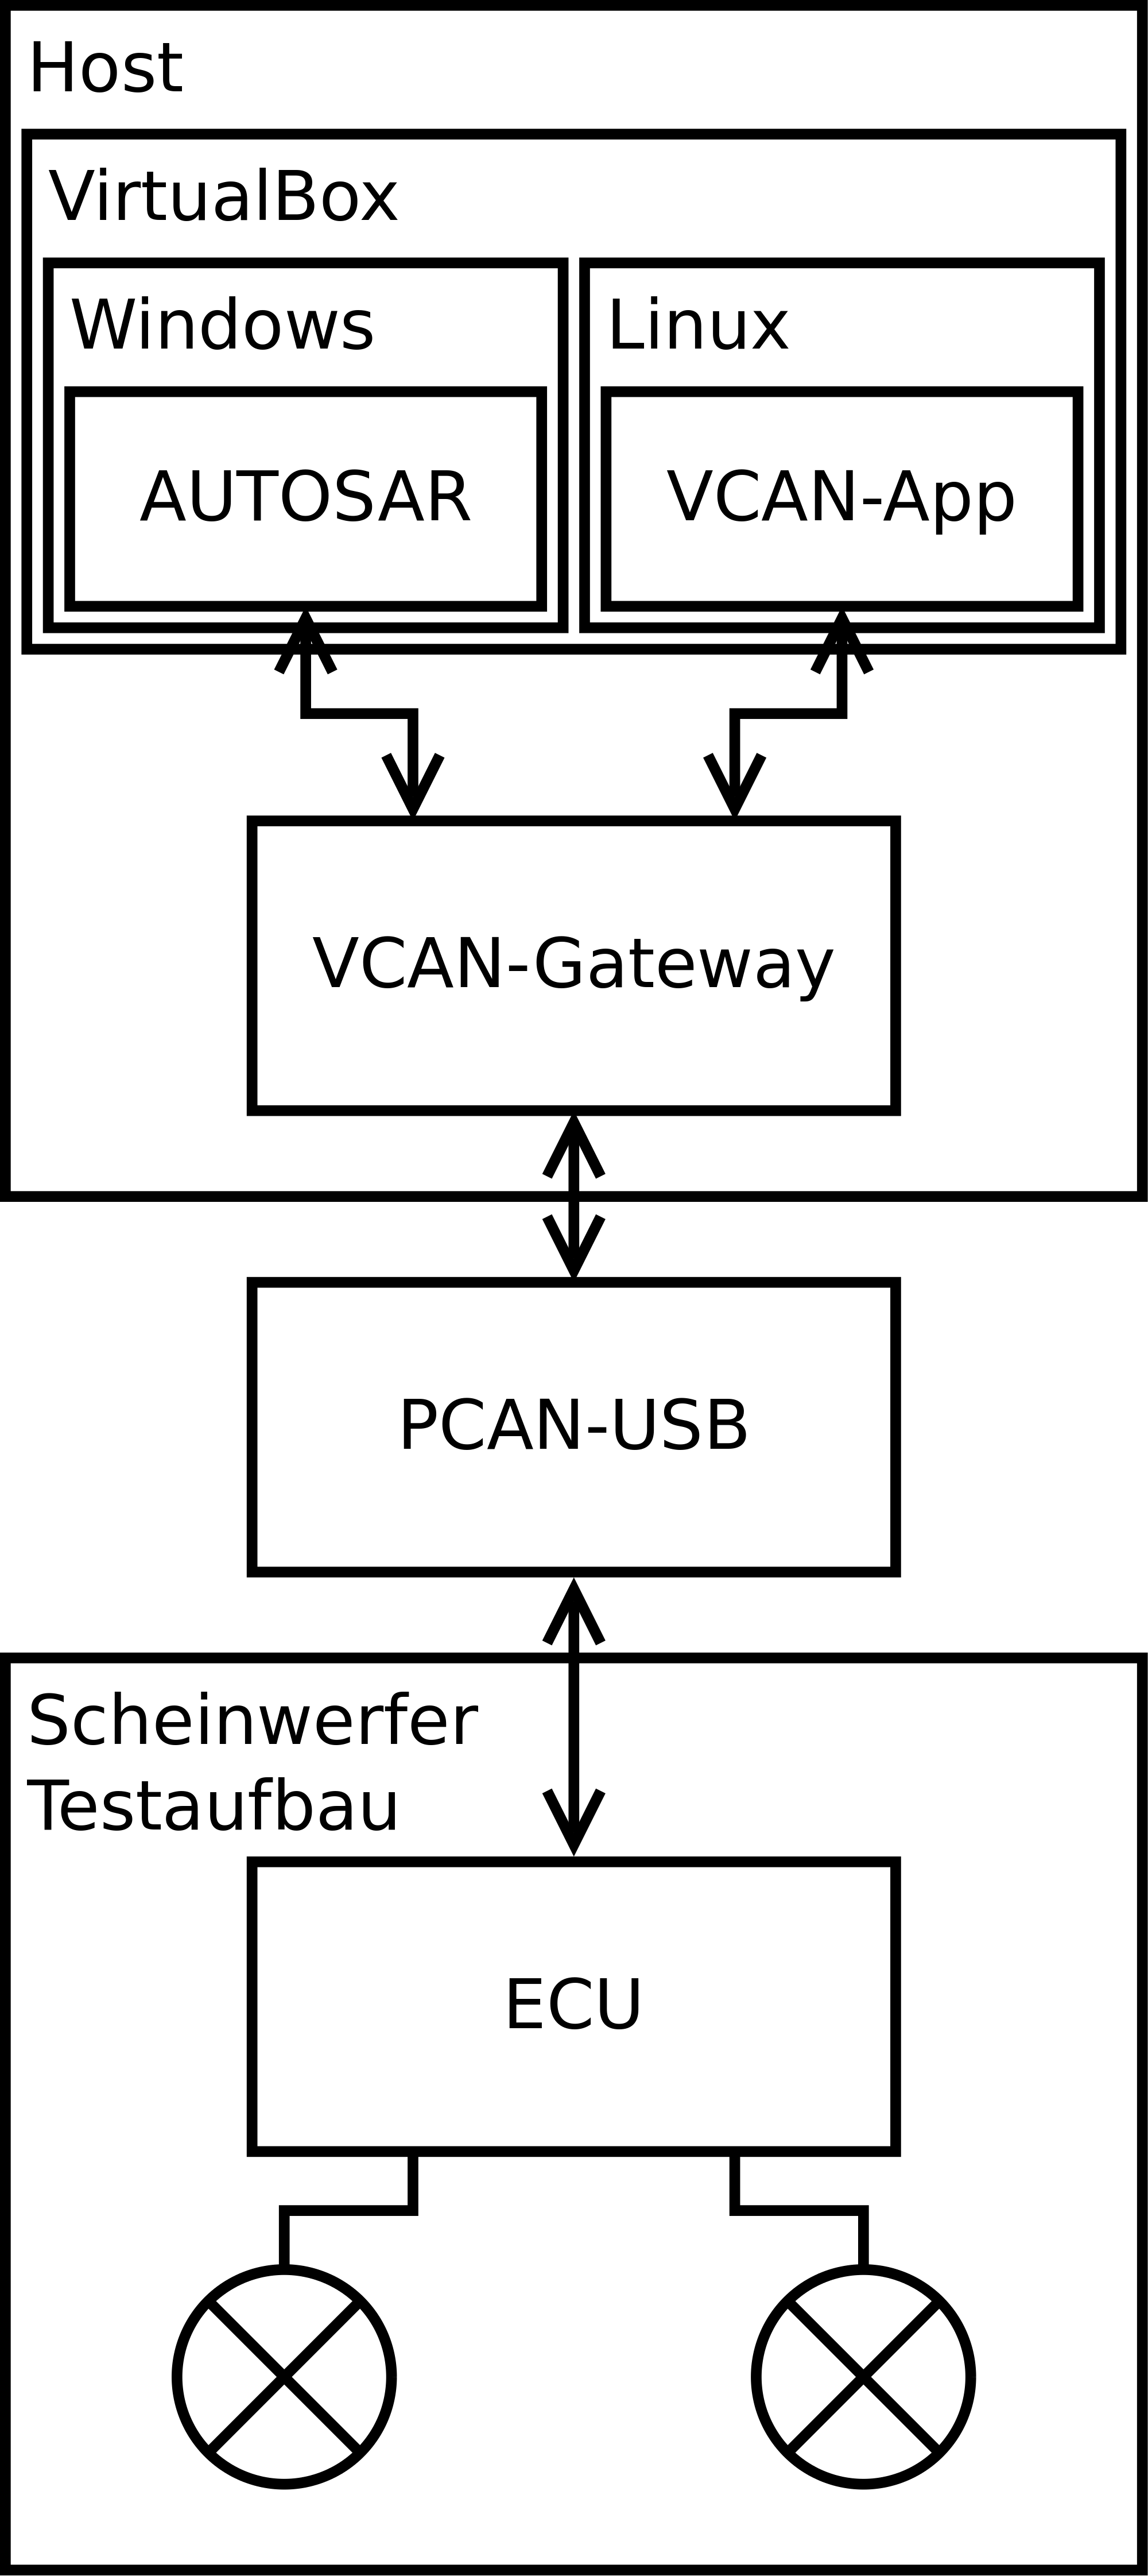 Host
VirtualBox
Windows
Linux
AUTOSAR
VCAN-App
VCAN-Gateway
PCAN-USB
Scheinwerfer
Testaufbau
ECU